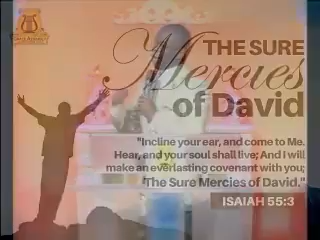 THE SURE
Mercies
of David
"Incline your ear, and come to Me.
Hear, and your soul shall live; And I will
make an everlasting covenant with you;
'The Sure Mercies of David."
ISAIAH 55:3